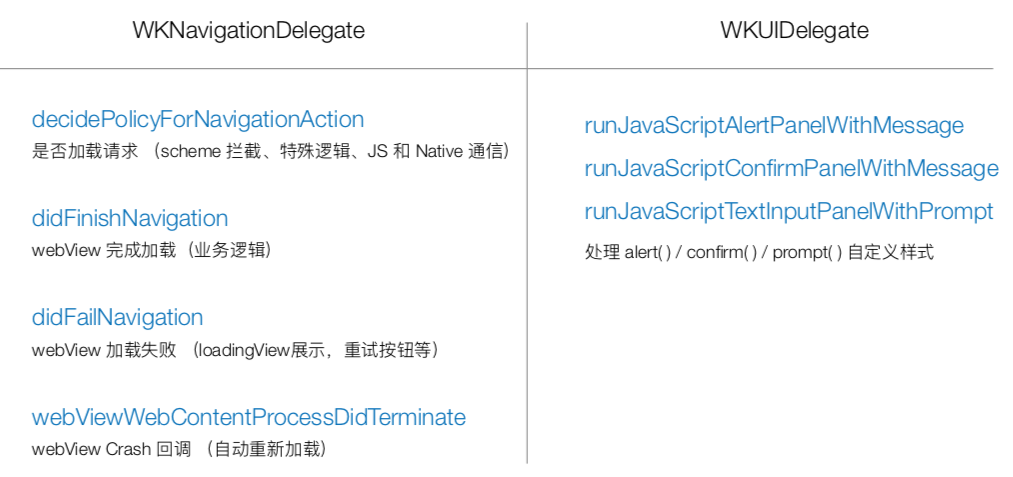 WKNavigationDelegate
decidePolicyForNavigationAction
是否加载请求 （scheme 拦截、特殊逻辑、JS 和 Native 通信）
didFinishNavigation
webView 完成加载（业务逻辑）
didFailNavigation
webView 加载失败 （loadingView展示，重试按钮等）
webViewWebContentProcessDidTerminate
webView Crash 回调 （自动重新加载）
WKUIDelegate
runJavaScriptAlertPanelWithMessage
runJavaScriptConfirmPanelWithMessage
runJavaScriptTextInputPanelWithPrompt
处理 alert( ) / confirm( ) / prompt( ) 自定义样式